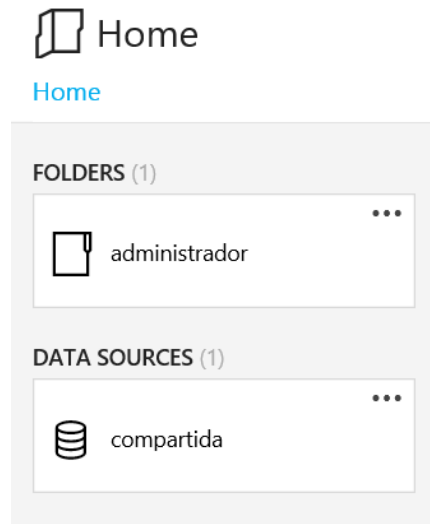 Home
Home
FOLDERS (1)
administrador
DATA SOURCES (1)
compartida